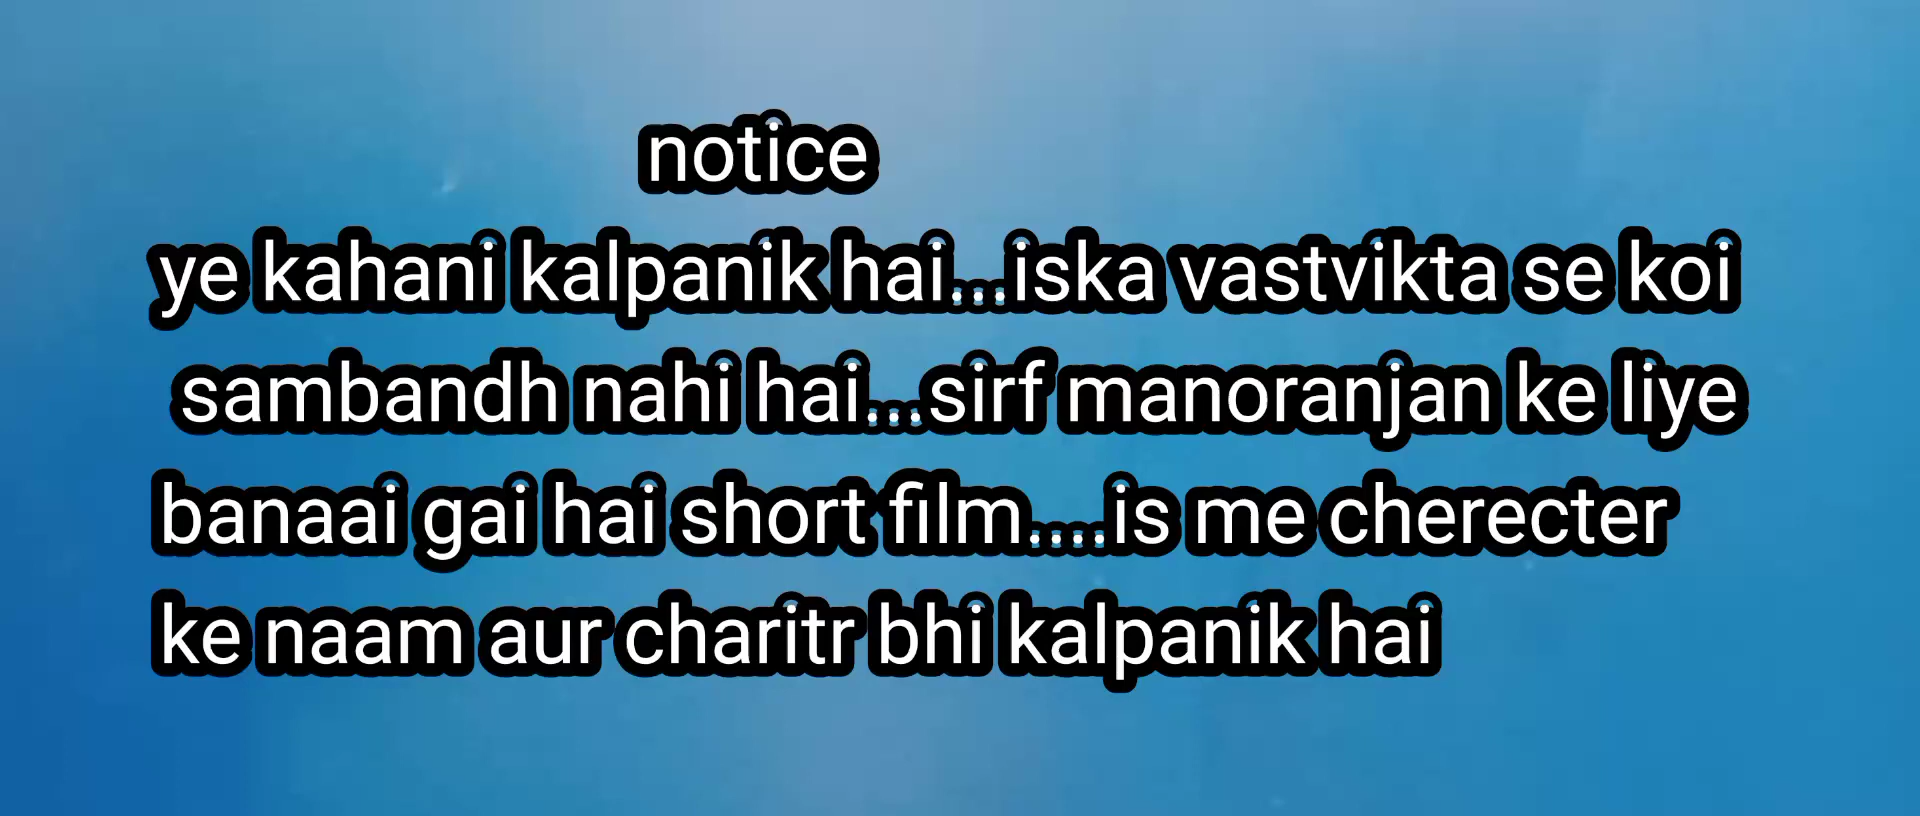 notice
ye kahani kalpanik hai...iska vastvikta se koi
sambandh nahi hai...sirf manoranjan ke liye
banaai gai hai short film....is me cherecter
ke naam aur charitr bhi kalpanik hai